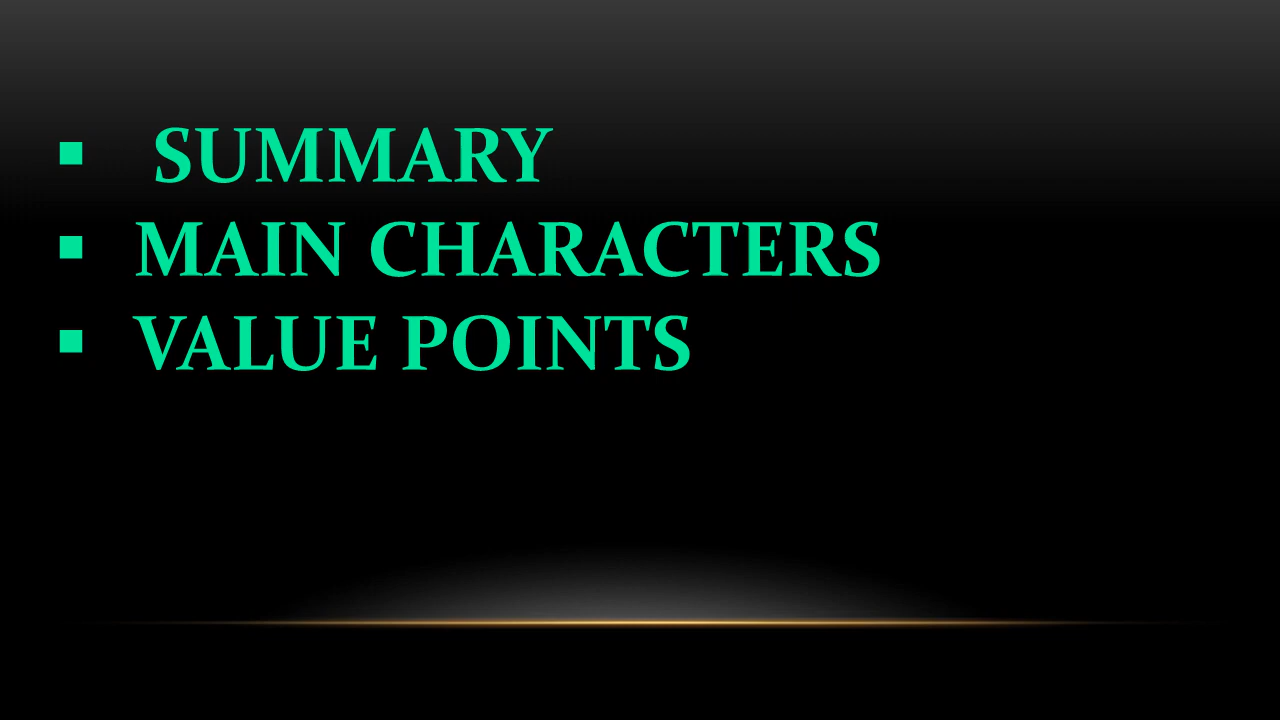 ▪ SUMMARY
▪ MAIN CHARACTERS
▪ VALUE POINTS